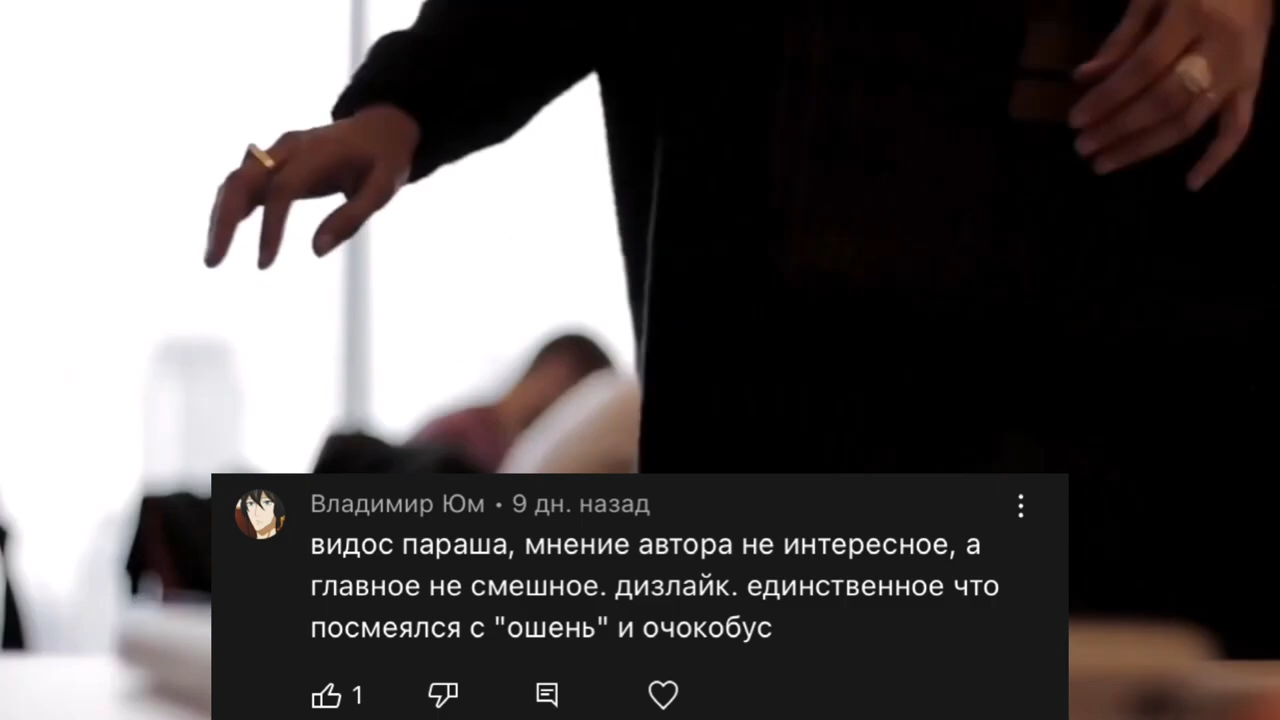 Владимир Юм • 9 дн. назад
видос параша, мнение автора не интересное, а
главное не смешное. дизлайк. единственное что
посмеялся с "ошень" и очокобус
1